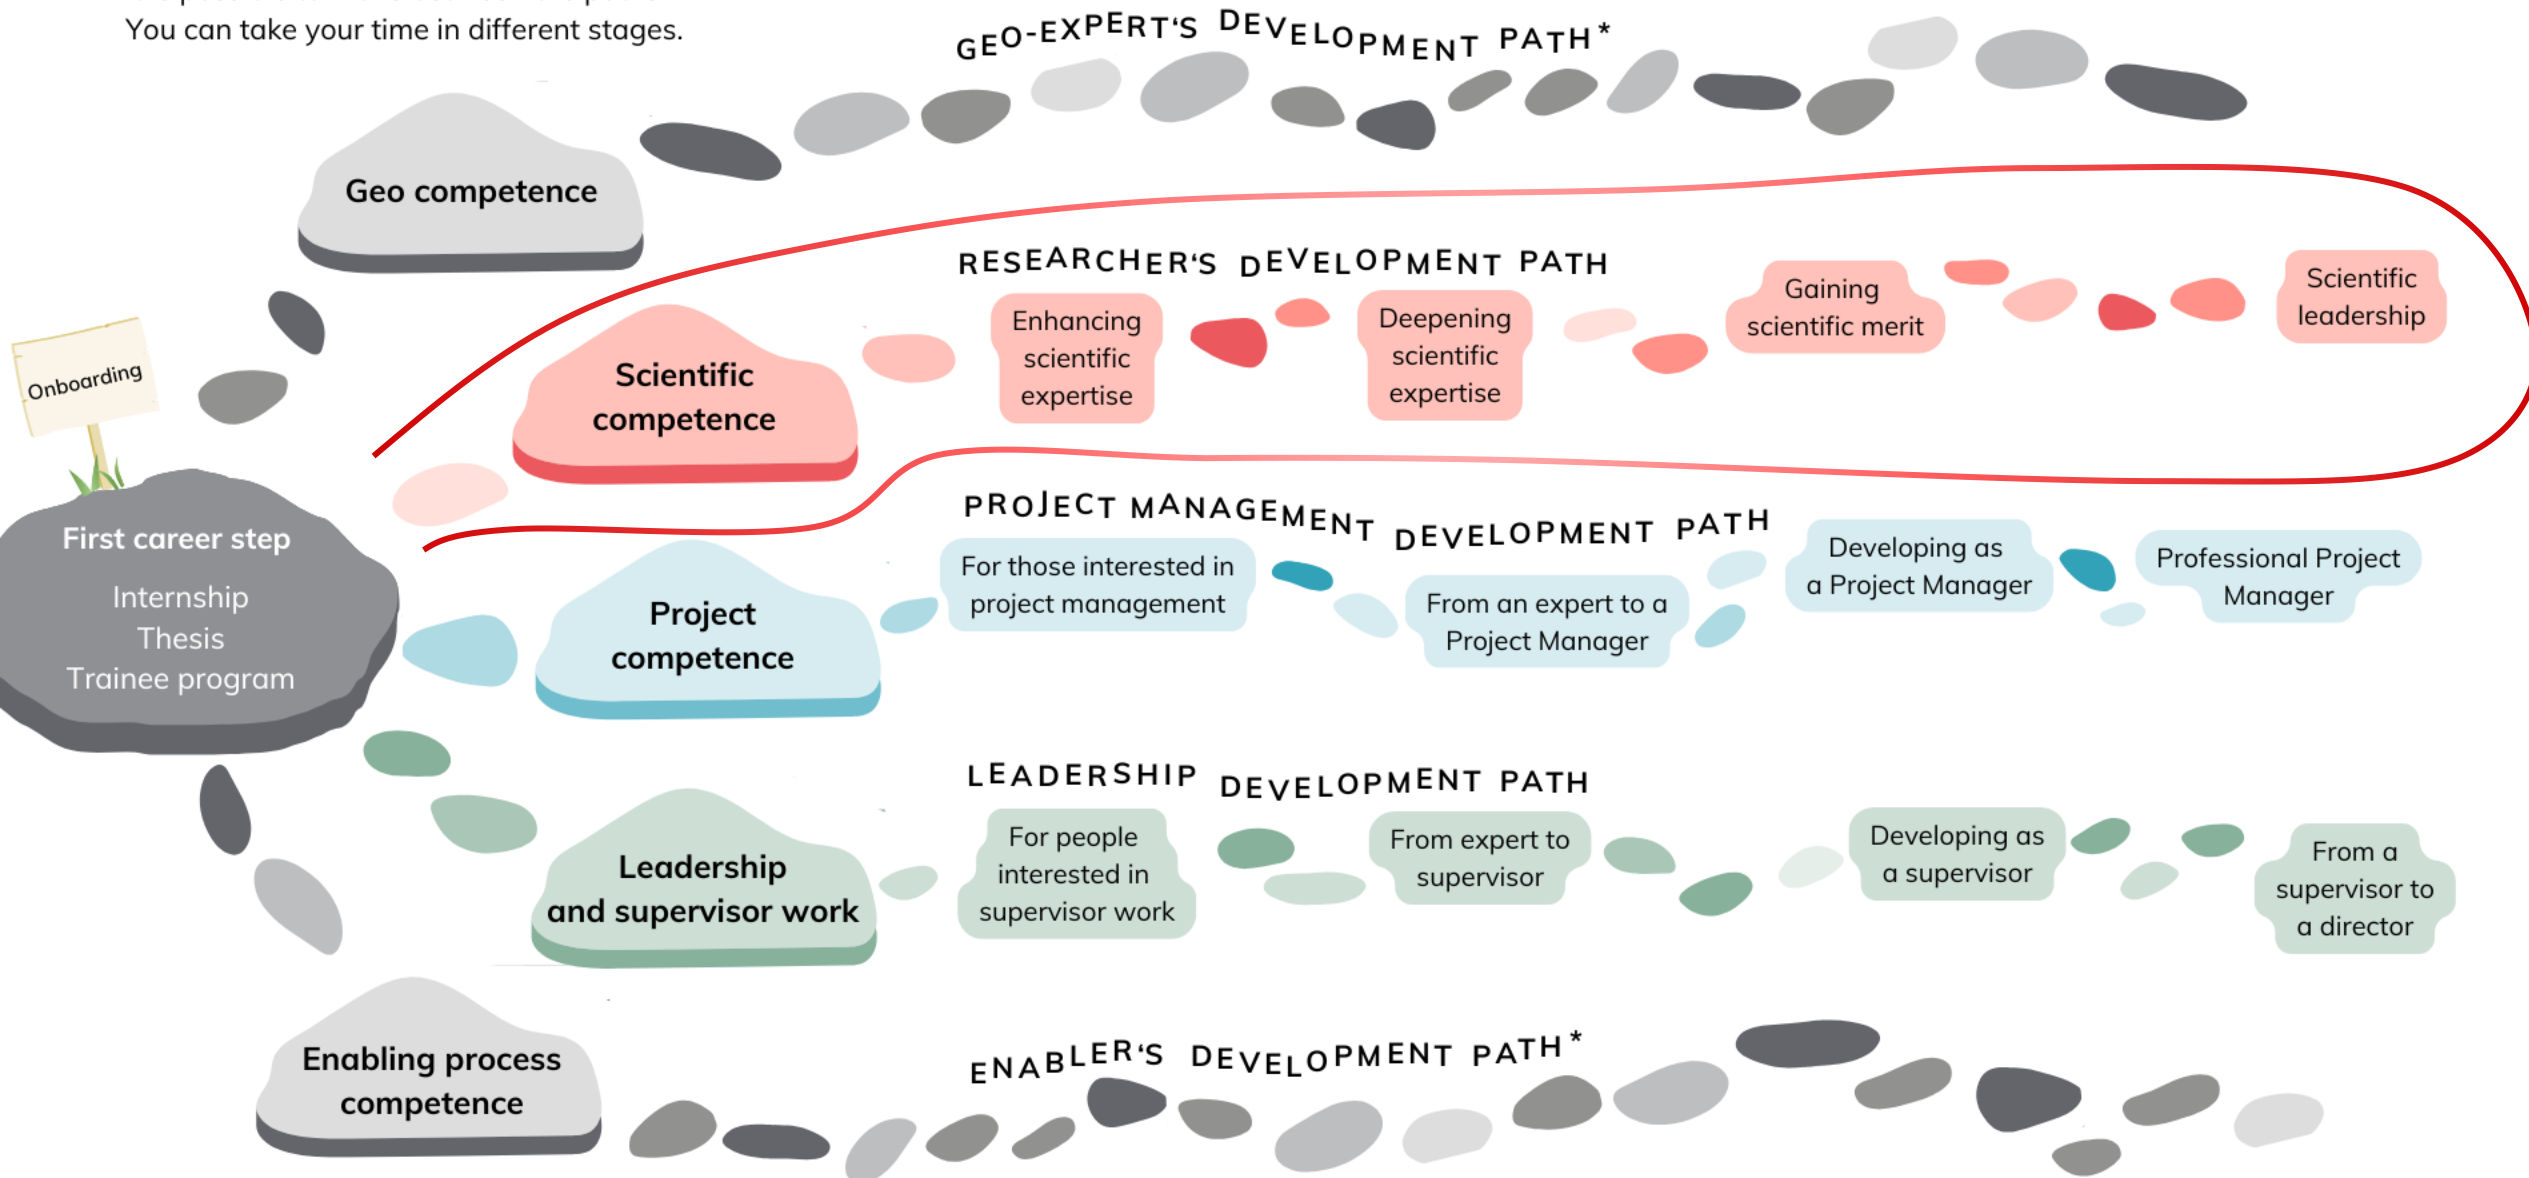 You can take your time in different stages.
GEO-EXPERT'S DEVELOPMENT PATH*
Geo competence
RESEARCHER'S DEVELOPMENT PATH
Scientific
competence
Enhancing
scientific
expertise
Deepening
scientific
expertise
Gaining
scientific merit
Scientific
leadership
Onboarding
First career step
Internship
Thesis
Trainee program
PROJECT MANAGEMENT DEVELOPMENT PATH
Project
competence
For those interested in
project management
From an expert to a
Project Manager
Developing as
a Project Manager
Professional Project
Manager
LEADERSHIP DEVELOPMENT PATH
Leadership
and supervisor work
For people
interested in
supervisor work
From expert to
supervisor
Developing as
a supervisor
From a
supervisor to
a director
ENABLER'S DEVELOPMENT PATH*
Enabling process
competence